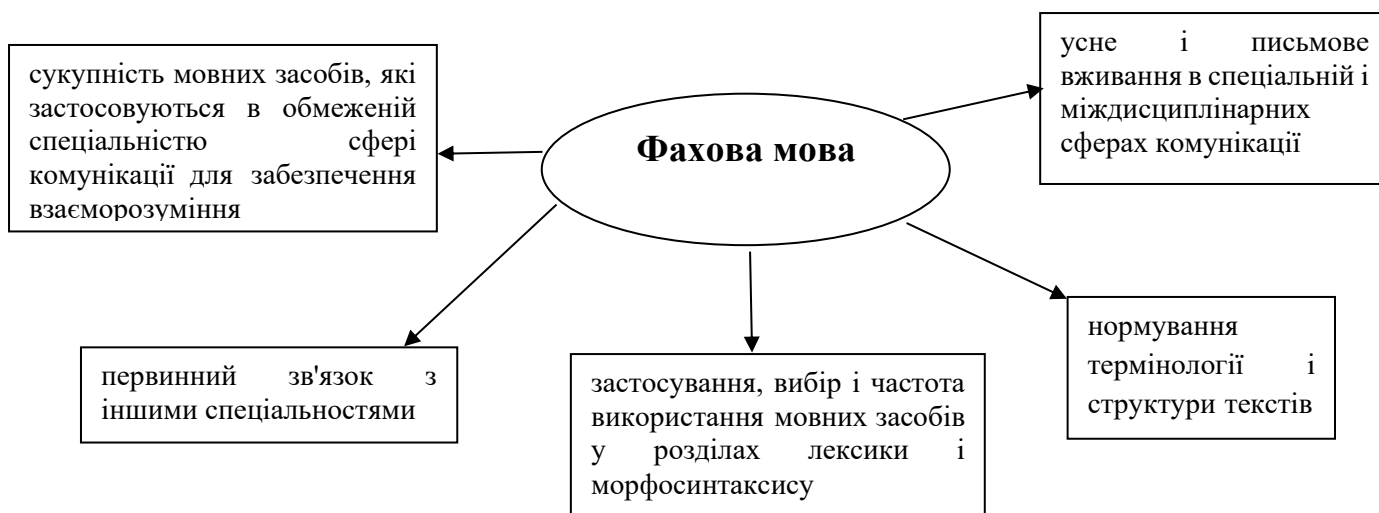 Фахова мова
сукупність мовних засобів, які
застосовуються в обмеженій
спеціальністю сфері
комунікації для забезпечення
взаєморозуміння
усне і письмове
вживання в спеціальній і
міждисциплінарних
сферах комунікації
первинний зв'язок з
іншими спеціальностями
застосування, вибір і частота
використання мовних засобів
у розділах лексики і
морфосинтаксису
нормування
термінології і
структури текстів